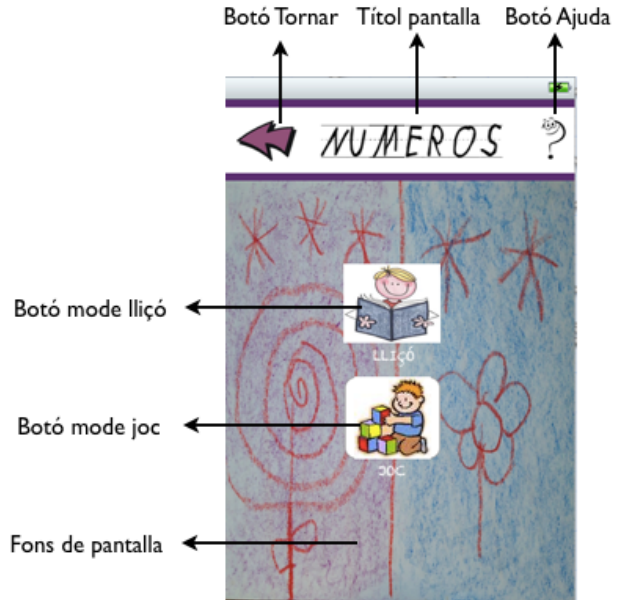 Botó Tornar Títol pantalla Botó Ajuda
NUMEROS ?
Botó mode lliçó
LLIÇÓ
Botó mode joc
JOC
Fons de pantalla